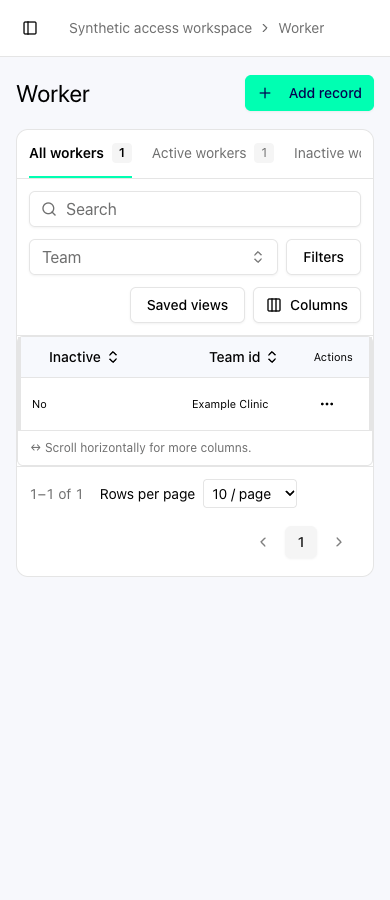 Synthetic access workspace > Worker
Worker
+ Add record
All workers 1 Active workers 1 Inactive wo
Search
Team
Filters
Saved views
Columns
Inactive Team id Actions
No Example Clinic ...
↔ Scroll horizontally for more columns.
1–1 of 1 Rows per page 10 / page
< 1 >